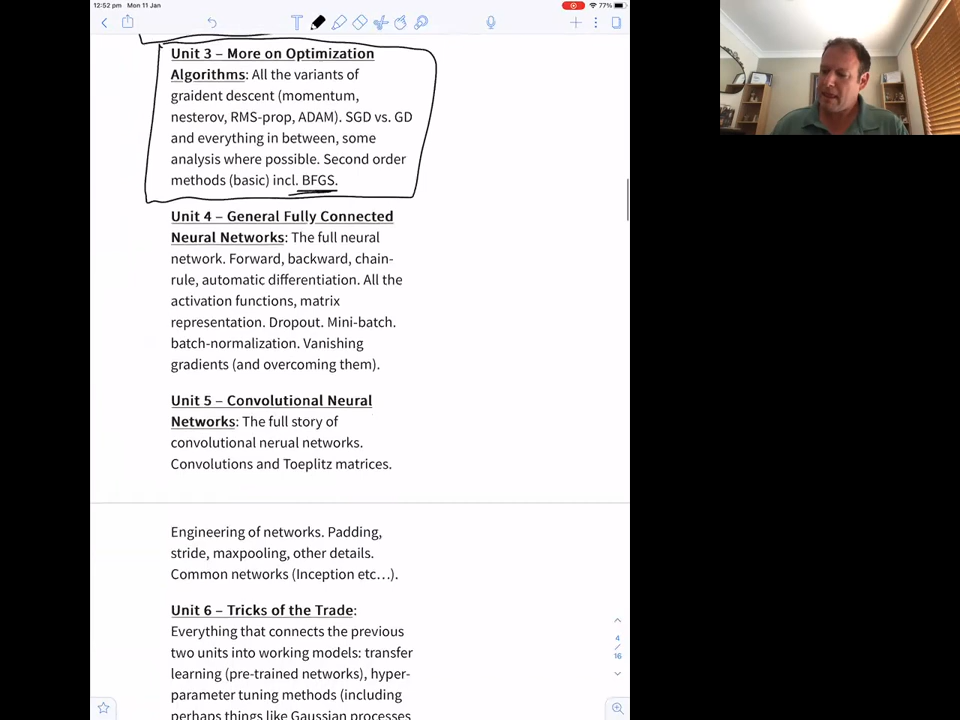 12:52 pm Mon 11 Jan
77%
T
Unit 3 – More on Optimization
Algorithms: All the variants of
graident descent (momentum,
nesterov, RMS-prop, ADAM). SGD vs. GD
and everything in between, some
analysis where possible. Second order
methods (basic) incl. BFGS.
Unit 4 – General Fully Connected
Neural Networks: The full neural
network. Forward, backward, chain-
rule, automatic differentiation. All the
activation functions, matrix
representation. Dropout. Mini-batch.
batch-normalization. Vanishing
gradients (and overcoming them).
Unit 5 – Convolutional Neural
Networks: The full story of
convolutional nerual networks.
Convolutions and Toeplitz matrices.
Engineering of networks. Padding,
stride, maxpooling, other details.
Common networks (Inception etc…).
Unit 6 – Tricks of the Trade:
Everything that connects the previous
two units into working models: transfer
learning (pre-trained networks), hyper-
parameter tuning methods (including
perhaps things like Gaussian processes
4
/
16